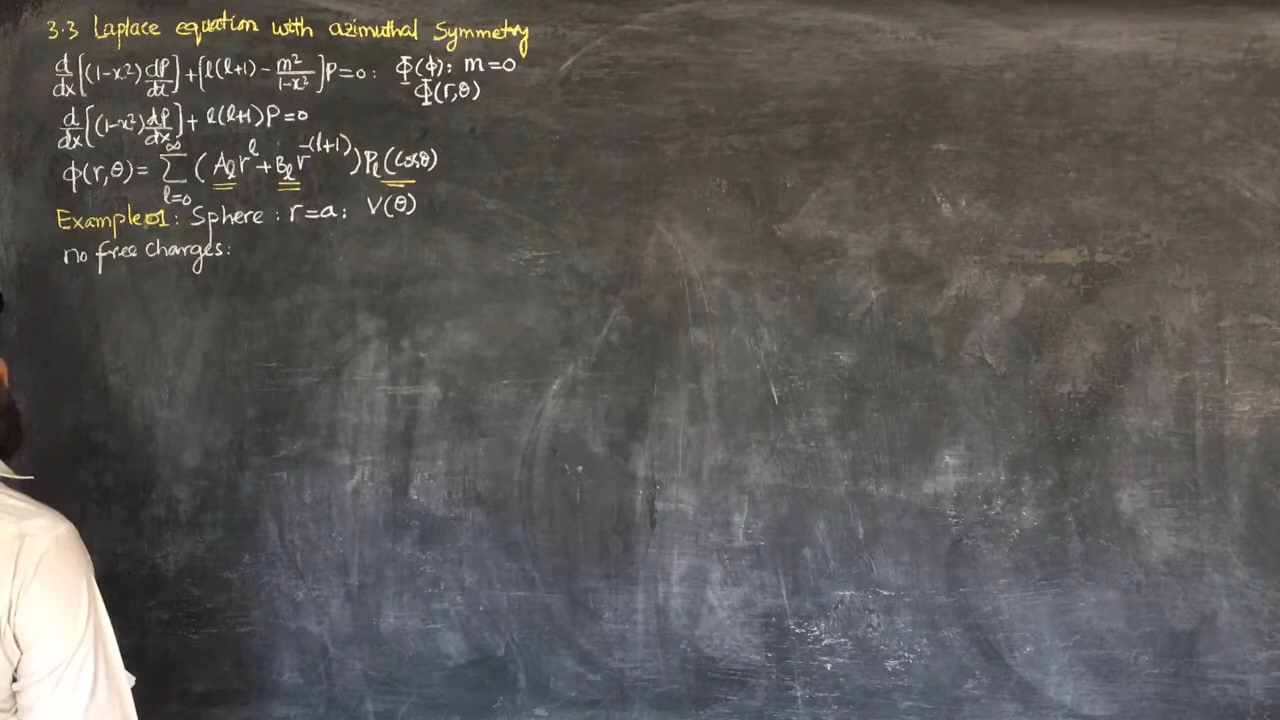 3.3 Laplace equation with azimuthal Symmetry
d/dx[(1-x²)dP/dx]+[l(l+1)-m²/(1-x²)]P=0: Φ(ϕ): m=0
Φ(r,θ)
d/dx[(1-x²)dP/dx]+l(l+1)P=0
ϕ(r,θ)=∑_{l=0}^{∞}(A_l r^l+B_l r^{-(l+1)})P_l(cosθ)
Example 01: Sphere: r=a: V(θ)
no free charges: